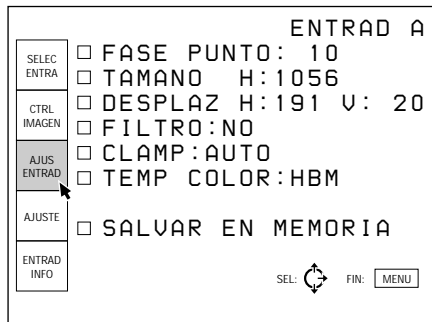 ENTRAD A
SELEC
ENTRA
CTRL
IMAGEN
AJUS
ENTRAD
AJUSTE
ENTRAD
INFO
FASE PUNTO: 10
TAMANO H:1056
DESPLAZ H:191 V: 20
FILTRO:NO
CLAMP:AUTO
TEMP COLOR:HBM
SALVAR EN MEMORIA
SEL: FIN: MENU